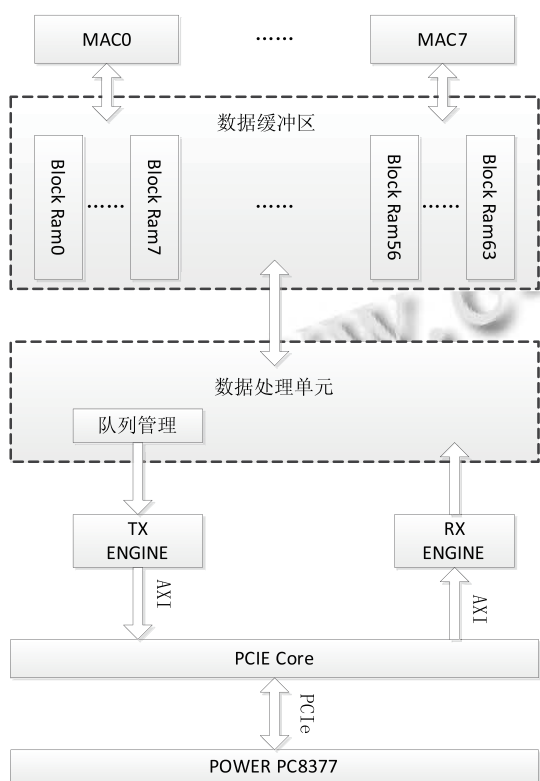 MAC0 …… MAC7
数据缓冲区
Block Ram0 …… Block Ram7 …… Block Ram56 …… Block Ram63
数据处理单元
队列管理
TX
ENGINE
RX
ENGINE
AXI
AXI
PCIE Core
PCIe
POWER PC8377